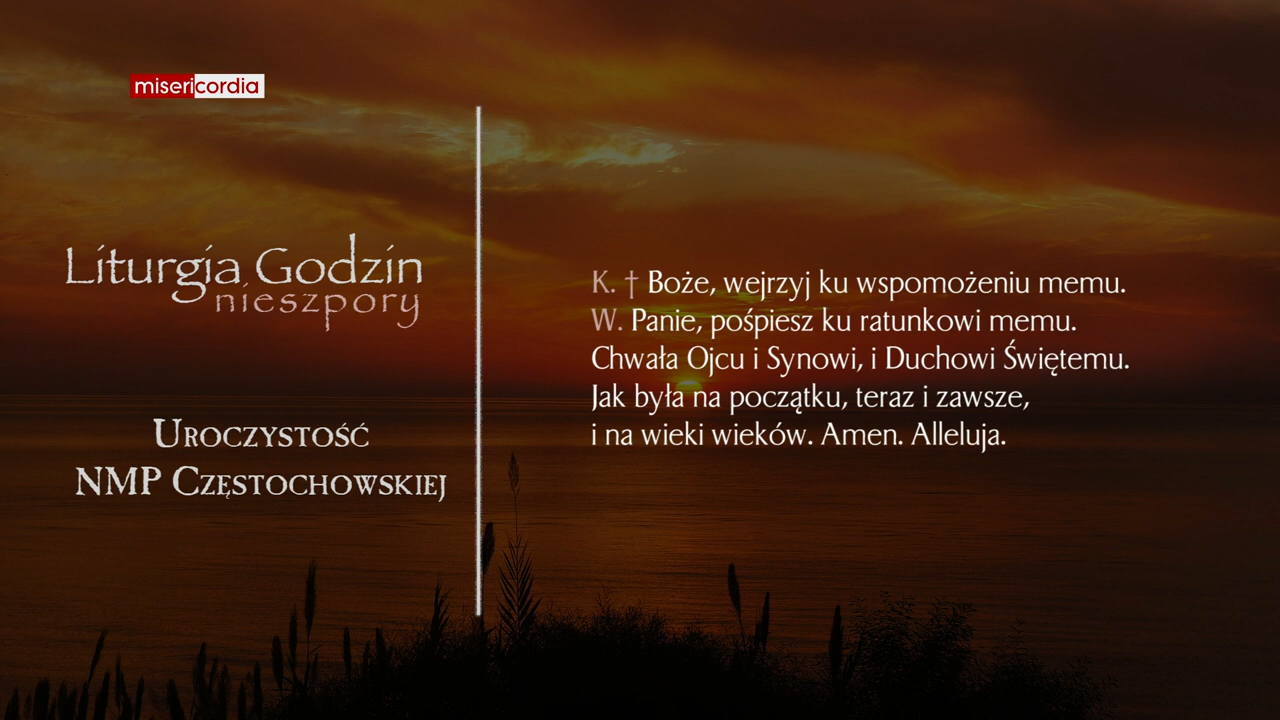 misericordia
Liturgia Godzin
nieszpory
Uroczystość
NMP Częstochowskiej
K. † Boże, wejrzyj ku wspomożeniu memu.
W. Panie, pośpiesz ku ratunkowi memu.
Chwała Ojcu i Synowi, i Duchowi Świętemu.
Jak była na początku, teraz i zawsze,
i na wieki wieków. Amen. Alleluja.